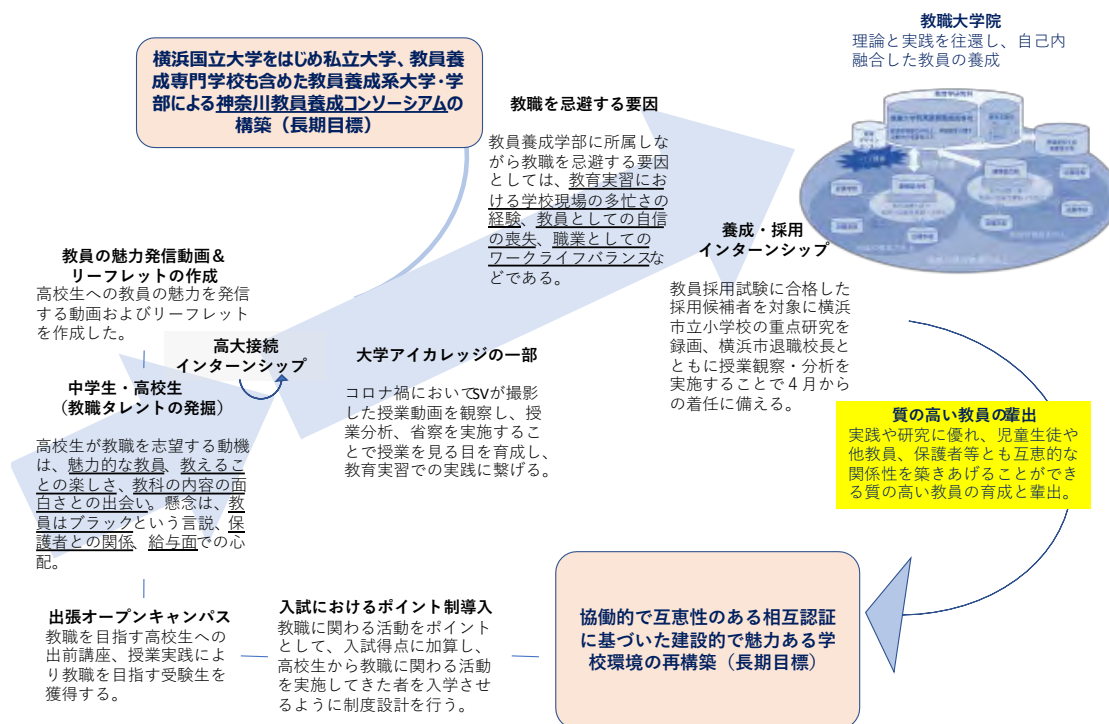 教職大学院
理論と実践を往還し、自己内
融合した教員の養成
横浜国立大学をはじめ私立大学、教員養
成専門学校も含めた教員養成系大学・学
部による神奈川教員養成コンソーシアムの
構築（長期目標）
教職を忌避する要因
教員養成学部に所属しな
がら教職を忌避する要因
としては、教育実習にお
ける学校現場の多忙さの
経験、教員としての自信
の喪失、職業としての
ワークライフバランスな
どである。
養成・採用
インターンシップ
教員採用試験に合格した
採用候補者を対象に横浜
市立小学校の重点研究を
録画、横浜市退職校長と
ともに授業観察・分析を
実施することで４月から
の着任に備える。
教員の魅力発信動画＆
リーフレットの作成
高校生への教員の魅力を発信
する動画およびリーフレット
を作成した。
高大接続
インターンシップ
大学アイカレッジの一部
コロナ禍においてSVが撮影
した授業動画を観察し、授
業分析、省察を実施するこ
とで授業を見る目を育成し、
教育実習での実践に繋げる。
中学生・高校生
（教職タレントの発掘）
高校生が教職を志望する動機
は、魅力的な教員、教えるこ
との楽しさ、教科の内容の面
白さとの出会い。懸念は、教
員はブラックという言説、保
護者との関係、給与面での心
配。
質の高い教員の輩出
実践や研究に優れ、児童生徒や
他教員、保護者等とも互恵的な
関係性を築きあげることができ
る質の高い教員の育成と輩出。
出張オープンキャンパス
教職を目指す高校生への
出前講座、授業実践によ
り教職を目指す受験生を
獲得する。
入試におけるポイント制導入
教職に関わる活動をポイント
として、入試得点に加算し、
高校生から教職に関わる活動
を実施してきた者を入学させ
るように制度設計を行う。
協働的で互恵性のある相互認証
に基づいた建設的で魅力ある学
校環境の再構築（長期目標）